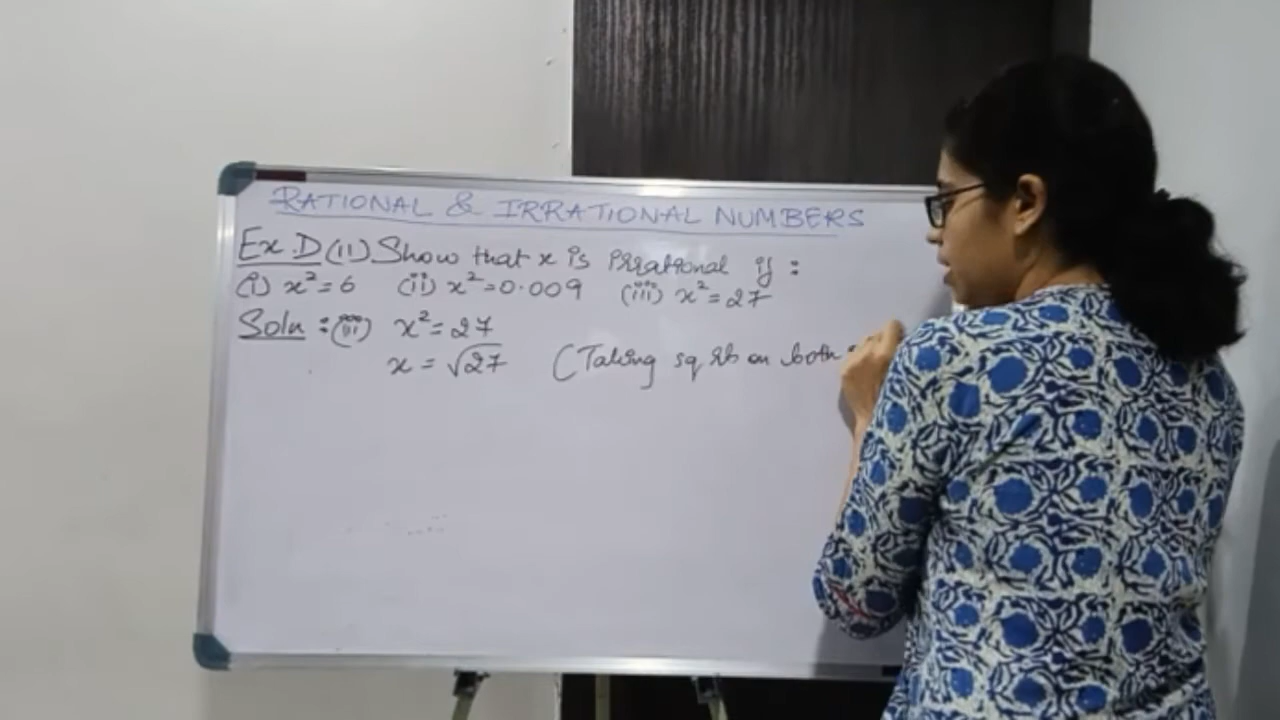 RATIONAL & IRRATIONAL NUMBERS
Ex.D (11) Show that x is irrational if :
(i) x² = 6 (ii) x² = 0.009 (iii) x² = 27
Soln : (iii) x² = 27
x = √27 (Taking sq rt on both